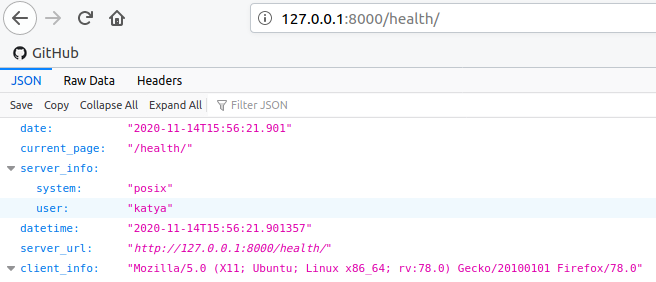 127.0.0.1:8000/health/
GitHub
JSON Raw Data Headers
Save Copy Collapse All Expand All Filter JSON
date: "2020-11-14T15:56:21.901"
current_page: "/health/"
server_info:
system: "posix"
user: "katya"
datetime: "2020-11-14T15:56:21.901357"
server_url: "http://127.0.0.1:8000/health/"
client_info: "Mozilla/5.0 (X11; Ubuntu; Linux x86_64; rv:78.0) Gecko/20100101 Firefox/78.0"